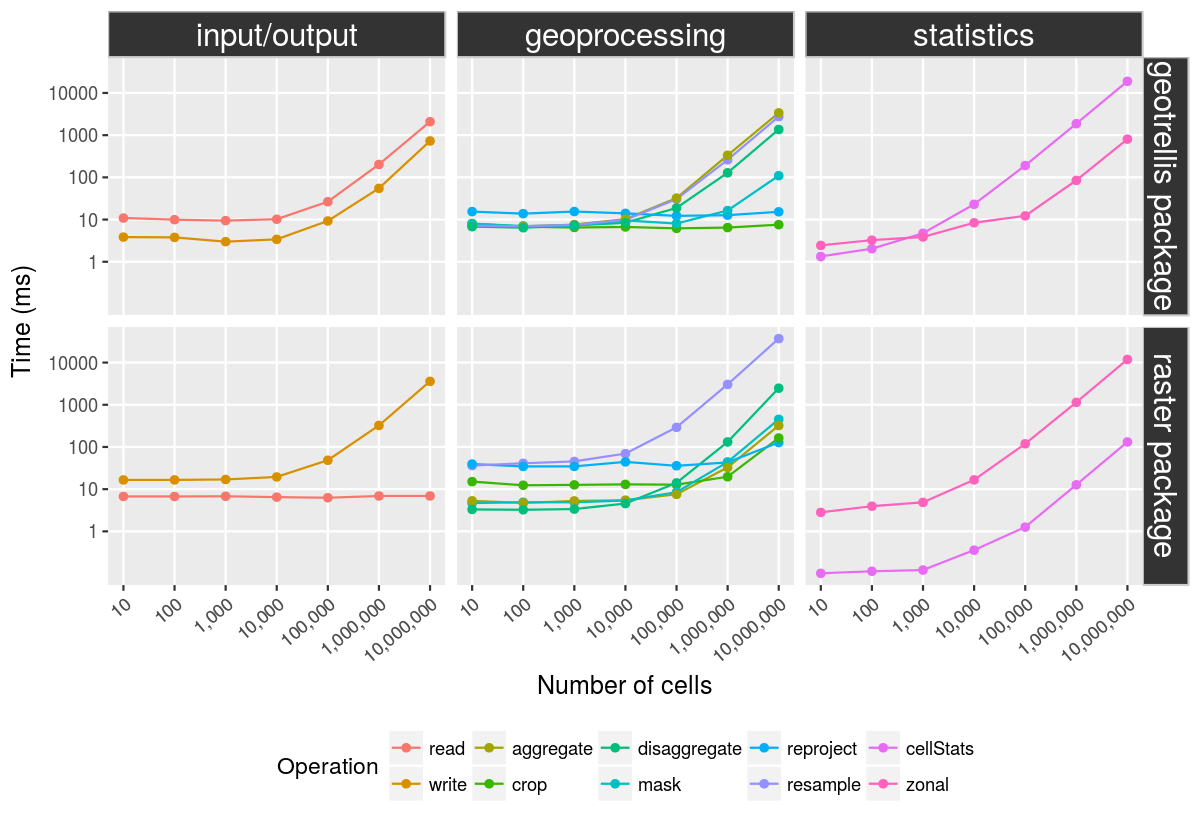 input/output
geoprocessing
statistics
geotrellis package
10000
1000
100
10
1
Time (ms)
raster package
10000
1000
100
10
1
10
100
1,000
10,000
100,000
1,000,000
10,000,000
10
100
1,000
10,000
100,000
1,000,000
10,000,000
10
100
1,000
10,000
100,000
1,000,000
10,000,000
Number of cells
Operation
read
aggregate
disaggregate
reproject
cellStats
write
crop
mask
resample
zonal